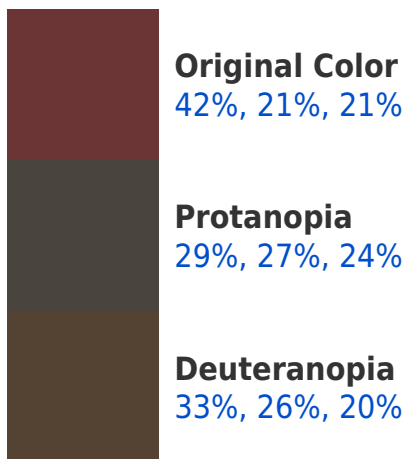 Original Color
42%, 21%, 21%
Protanopia
29%, 27%, 24%
Deuteranopia
33%, 26%, 20%